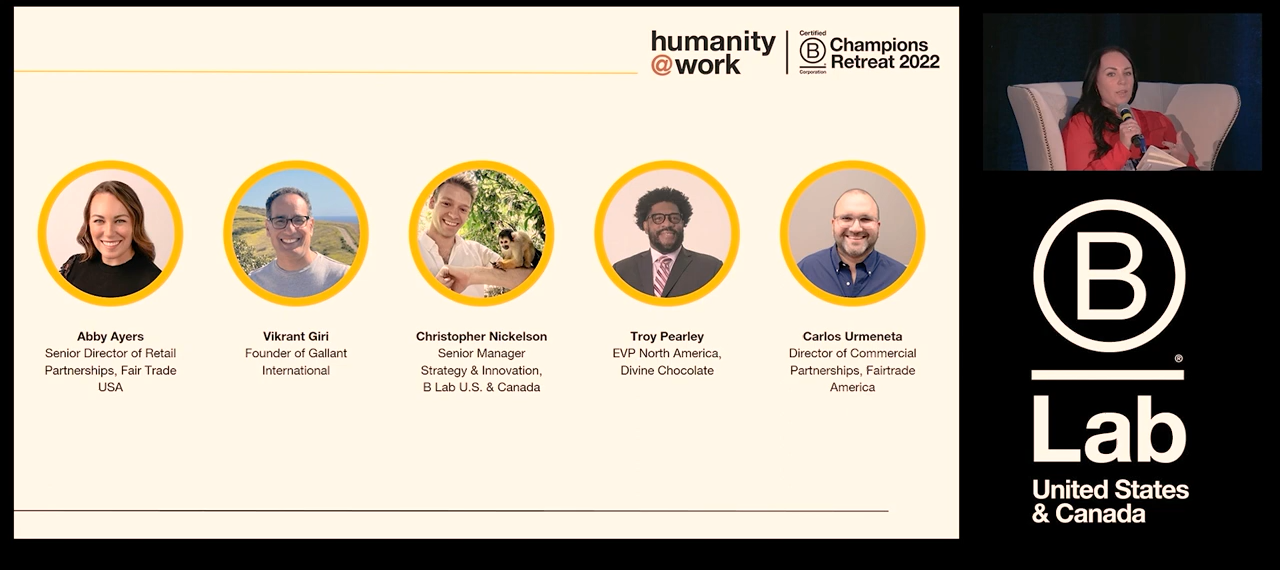 humanity
@work
Certified
B
Corporation
Champions
Retreat 2022
Abby Ayers
Senior Director of Retail
Partnerships, Fair Trade
USA
Vikrant Giri
Founder of Gallant
International
Christopher Nickelson
Senior Manager
Strategy & Innovation,
B Lab U.S. & Canada
Troy Pearley
EVP North America,
Divine Chocolate
Carlos Urmeneta
Director of Commercial
Partnerships, Fairtrade
America
B
®
Lab
United States
& Canada